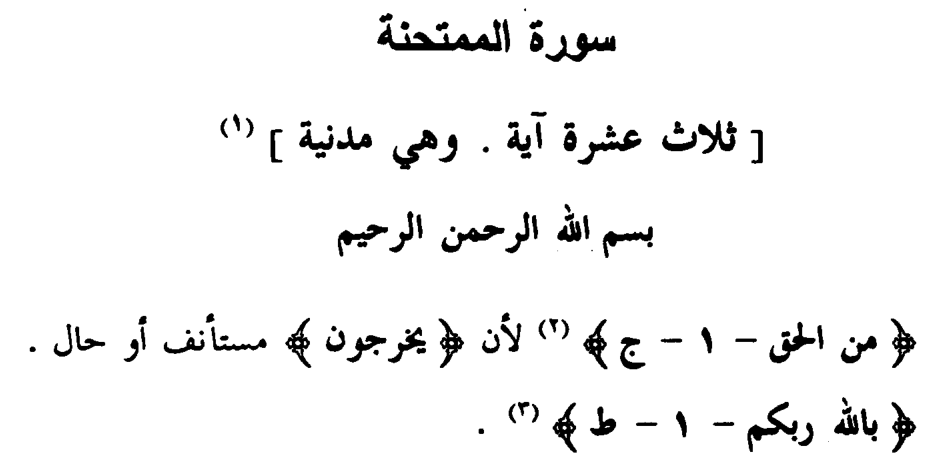 سورة الممتحنة
[ ثلاث عشرة آية . وهي مدنية ] (١)
بسم الله الرحمن الرحيم
﴿ من الحق – ١ – ج ﴾ (٢) لأن ﴿ يخرجون ﴾ مستأنف أو حال .
﴿ بالله ربكم – ١ – ط ﴾ (٣) .